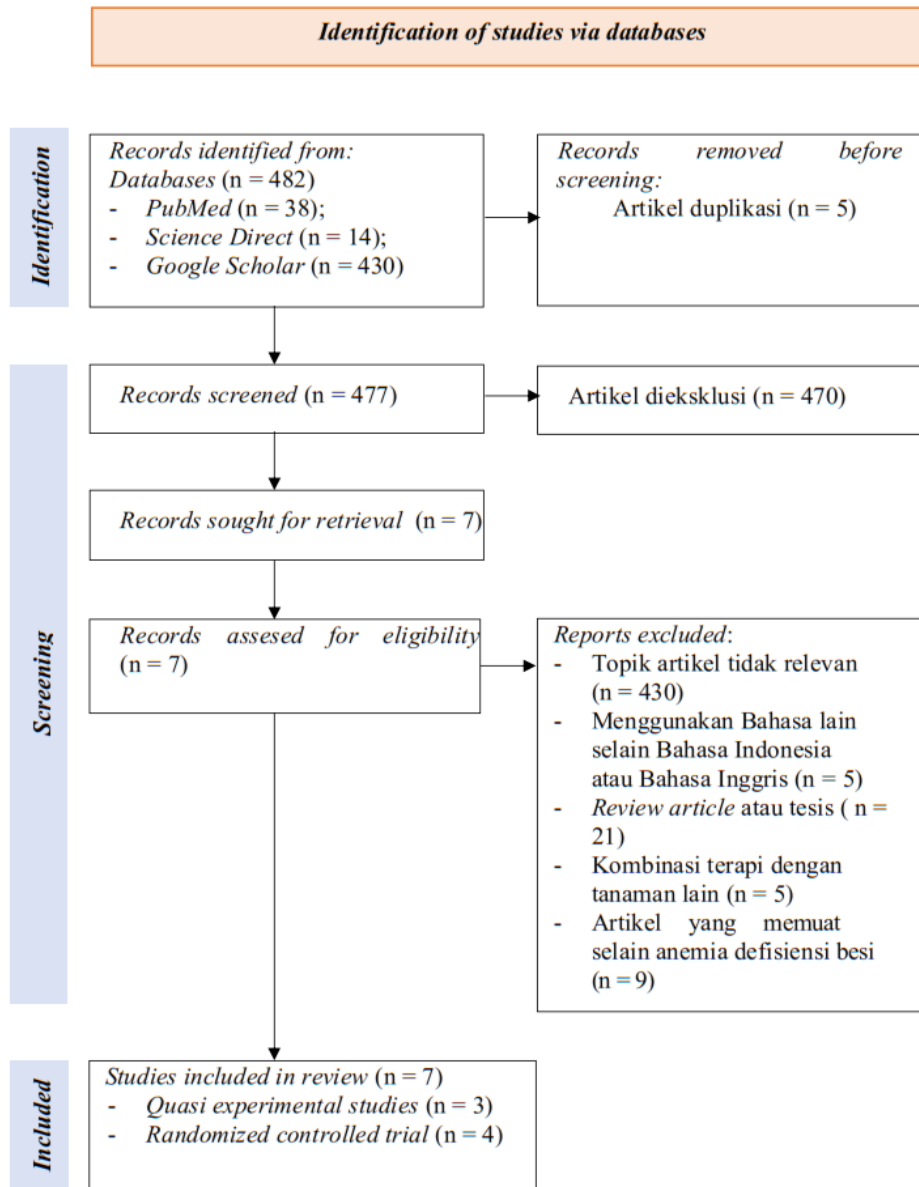 Identification of studies via databases
Identification
Records identified from:
Databases (n = 482)
- PubMed (n = 38);
- Science Direct (n = 14);
- Google Scholar (n = 430)
Records removed before
screening:
Artikel duplikasi (n = 5)
Screening
Records screened (n = 477)
Artikel dieksklusi (n = 470)
Records sought for retrieval (n = 7)
Records assesed for eligibility
(n = 7)
Reports excluded:
- Topik artikel tidak relevan
(n = 430)
- Menggunakan Bahasa lain
selain Bahasa Indonesia
atau Bahasa Inggris (n = 5)
- Review article atau tesis ( n =
21)
- Kombinasi terapi dengan
tanaman lain (n = 5)
- Artikel yang memuat
selain anemia defisiensi besi
(n = 9)
Included
Studies included in review (n = 7)
- Quasi experimental studies (n = 3)
- Randomized controlled trial (n = 4)